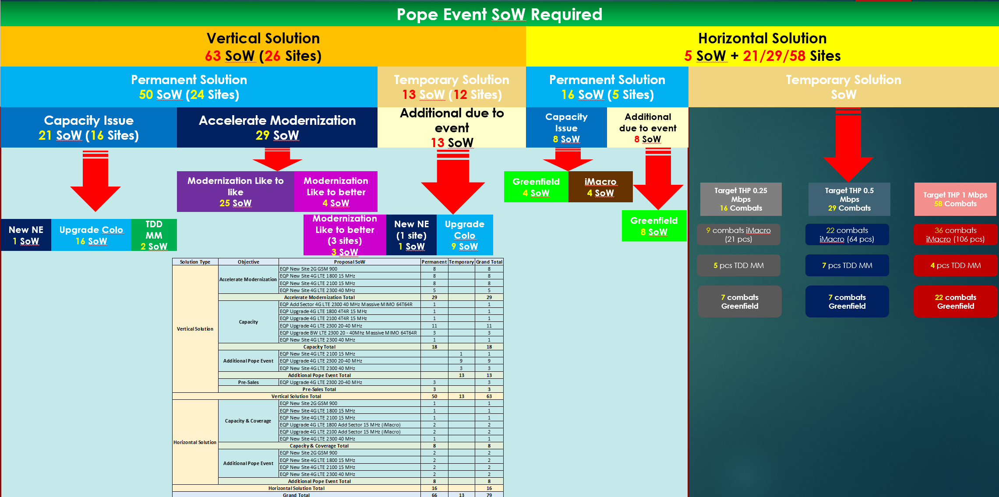 Pope Event SoW Required
Vertical Solution
63 SoW (26 Sites)
Horizontal Solution
5 SoW + 21/29/58 Sites
Permanent Solution
50 SoW (24 Sites)
Temporary Solution
13 SoW (12 Sites)
Permanent Solution
16 SoW (5 Sites)
Temporary Solution
SoW
Capacity Issue
21 SoW (16 Sites)
Accelerate Modernization
29 SoW
Additional due to
event
13 SoW
Capacity
Issue
8 SoW
Additional
due to event
8 SoW
Modernization Like to
like
25 SoW
Modernization
Like to better
4 SoW
Greenfield
4 SoW
iMacro
4 SoW
Target THP 0.25
Mbps
16 Combats
Target THP 0.5
Mbps
29 Combats
Target THP 1 Mbps
58 Combats
New NE
1 SoW
Upgrade Colo
16 SoW
TDD
MM
2 SoW
Modernization
Like to better
(3 sites)
3 SoW
New NE
(1 site)
1 SoW
Upgrade
Colo
9 SoW
Greenfield
8 SoW
9 combats iMacro
(21 pcs)
22 combats
iMacro (64 pcs)
36 combats
iMacro (106 pcs)
5 pcs TDD MM
7 pcs TDD MM
4 pcs TDD MM
7 combats
Greenfield
7 combats
Greenfield
22 combats
Greenfield
Solution Type Objective Proposal SoW Permanent Temporary Grand Total
Vertical Solution
Accelerate Modernization
EQP New Site 2G GSM 900 8 8
EQP New Site 4G LTE 1800 15 MHz 8 8
EQP New Site 4G LTE 2100 15 MHz 8 8
EQP New Site 4G LTE 2300 40 MHz 5 5
Accelerate Modernization Total 29 29
Capacity
EQP Add Sector 4G LTE 2300 40 MHz Massive MIMO 64T64R 1 1
EQP Upgrade 4G LTE 1800 4T4R 15 MHz 1 1
EQP Upgrade 4G LTE 2100 4T4R 15 MHz 1 1
EQP Upgrade 4G LTE 2300 20-40 MHz 11 11
EQP Upgrade BW LTE 2300 20 - 40Mhz Massive MIMO 64T64R 3 3
EQP New Site 4G LTE 2300 40 MHz 1 1
Capacity Total 18 18
Additional Pope Event
EQP New Site 4G LTE 2100 15 MHz 1 1
EQP Upgrade 4G LTE 2300 20-40 MHz 9 9
EQP New Site 4G LTE 2300 40 MHz 3 3
Additional Pope Event Total 13 13
Pre-Sales EQP Upgrade 4G LTE 2300 20-40 MHz 3 3
Pre-Sales Total 3 3
Vertical Solution Total 50 13 63
Horizontal Solution
Capacity & Coverage
EQP New Site 2G GSM 900 1 1
EQP New Site 4G LTE 1800 15 MHz 1 1
EQP New Site 4G LTE 2100 15 MHz 1 1
EQP Upgrade 4G LTE 1800 Add Sector 15 MHz (iMacro) 2 2
EQP Upgrade 4G LTE 2100 Add Sector 15 MHz (iMacro) 2 2
EQP New Site 4G LTE 2300 40 MHz 1 1
Capacity & Coverage Total 8 8
Additional Pope Event
EQP New Site 2G GSM 900 2 2
EQP New Site 4G LTE 1800 15 MHz 2 2
EQP New Site 4G LTE 2100 15 MHz 2 2
EQP New Site 4G LTE 2300 40 MHz 2 2
Additional Pope Event Total 8 8
Horizontal Solution Total 16 16
Grand Total 66 13 79